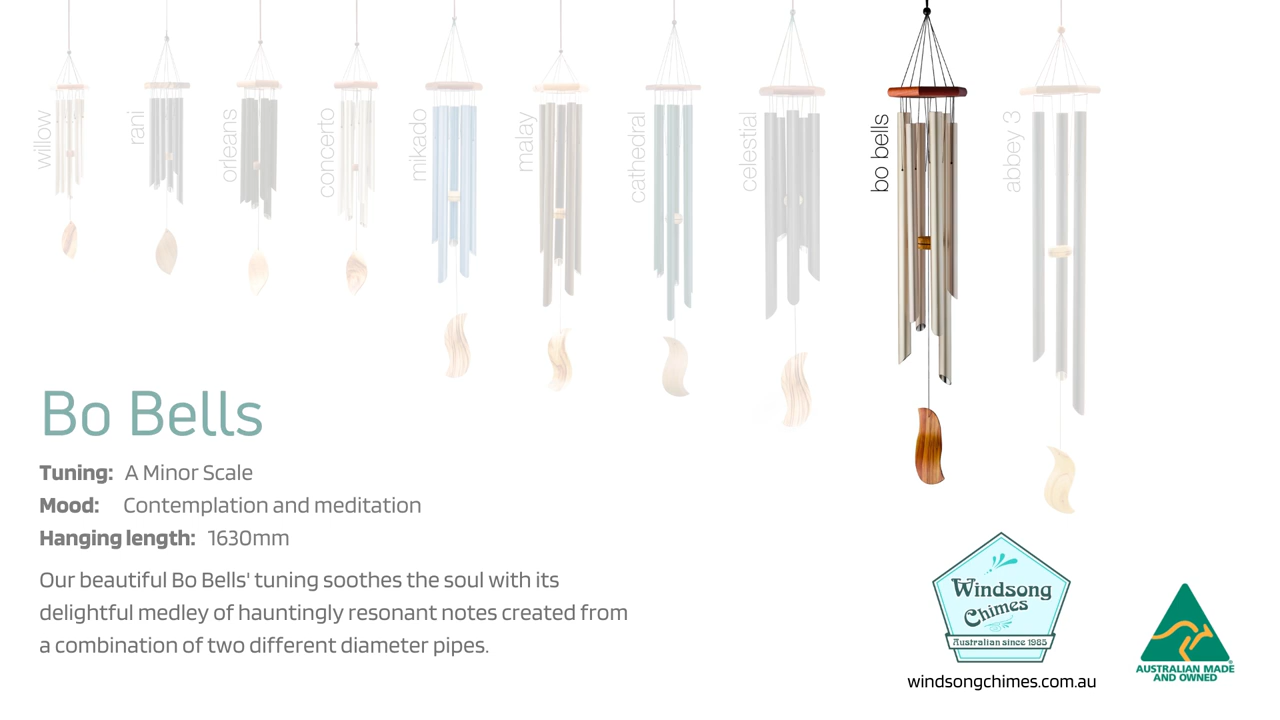 willow
rani
orleans
concerto
mikado
malay
cathedral
celestial
bo bells
abbey 3
Bo Bells
Tuning: A Minor Scale
Mood: Contemplation and meditation
Hanging length: 1630mm
Our beautiful Bo Bells' tuning soothes the soul with its
delightful medley of hauntingly resonant notes created from
a combination of two different diameter pipes.
Windsong
Chimes
Australian since 1985
windsongchimes.com.au
AUSTRALIAN MADE
AND OWNED